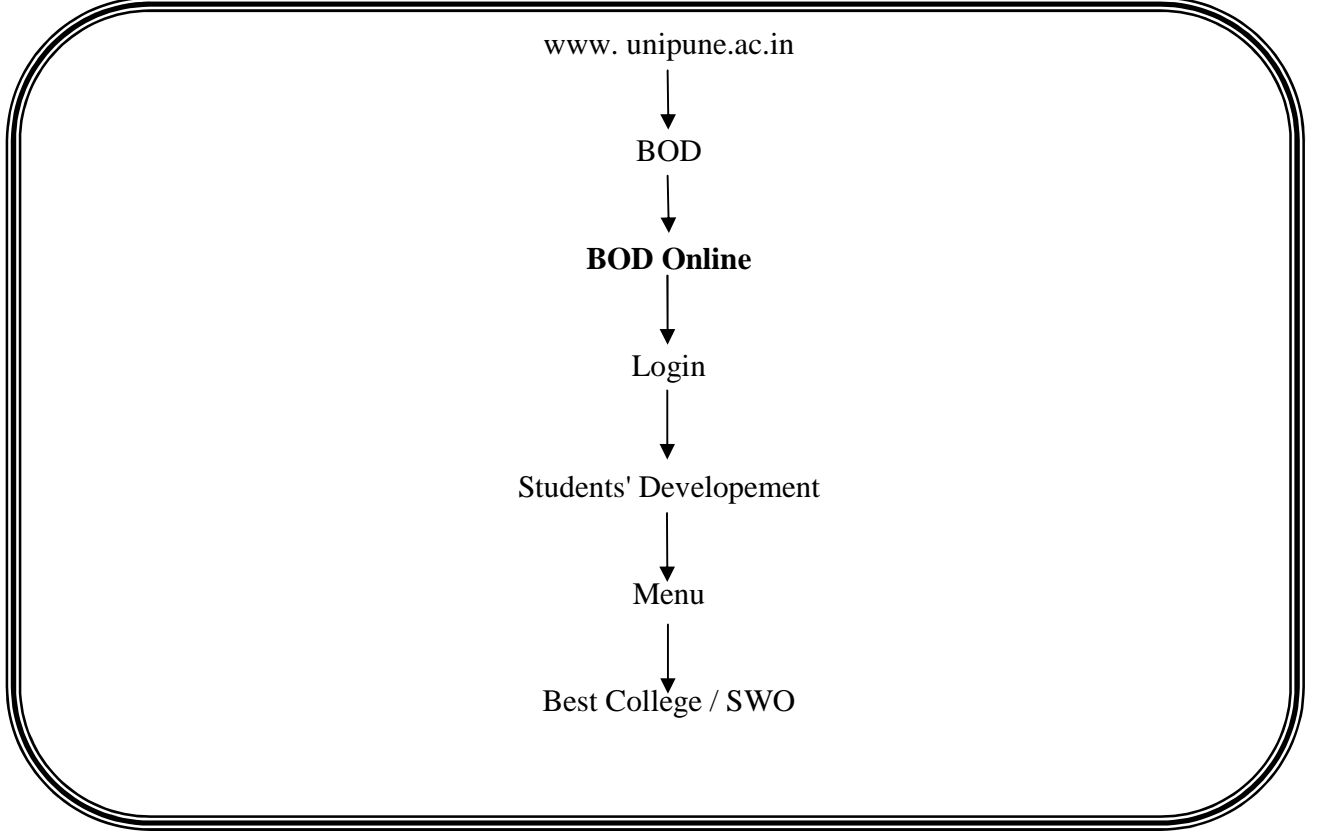 www. unipune.ac.in
BOD
BOD Online
Login
Students' Developement
Menu
Best College / SWO